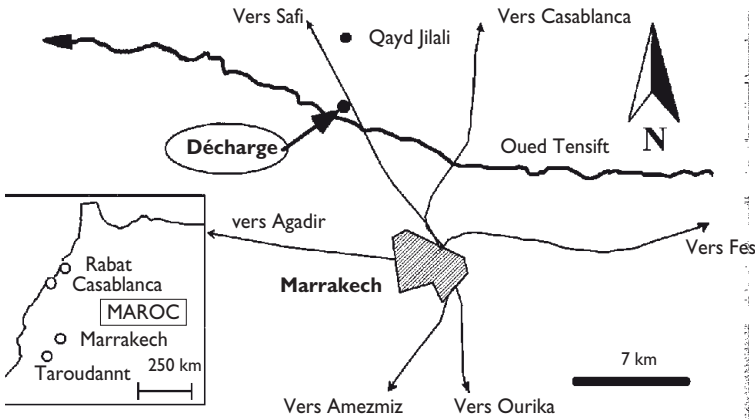 Vers Safi
Vers Casablanca
Qayd Jilali
Décharge
Oued Tensift
N
vers Agadir
Vers Fès
Marrakech
Rabat
Casablanca
MAROC
Marrakech
Taroudannt
250 km
7 km
Vers Amezmiz
Vers Ourika